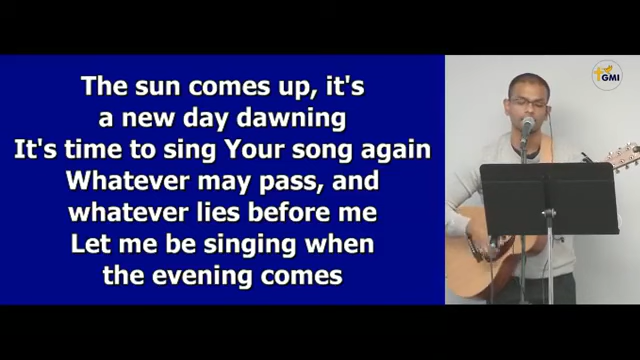 The sun comes up, it's
a new day dawning
It's time to sing Your song again
Whatever may pass, and
whatever lies before me
Let me be singing when
the evening comes
GMI